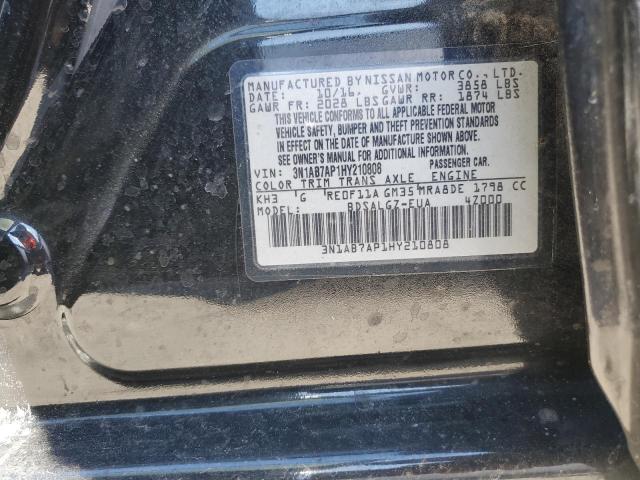 MANUFACTURED BY NISSAN MOTOR CO., LTD.
DATE: 10/16 GVWR: 3858 LBS
GAWR FR: 2028 LBS GAWR RR: 1874 LBS
THIS VEHICLE CONFORMS TO ALL APPLICABLE FEDERAL MOTOR
VEHICLE SAFETY, BUMPER AND THEFT PREVENTION STANDARDS
IN EFFECT ON THE DATE OF MANUFACTURE SHOWN ABOVE.
SEE OWNER'S MANUAL FOR ADDITIONAL INFORMATION.
VIN: 3N1AB7AP1HY210808 PASSENGER CAR.
COLOR TRIM TRANS AXLE ENGINE
KH3 G RE0F11A GM35 MRA8DE 1798 CC
MODEL: BDSALGZ-EUA 47000
3N1AB7AP1HY210808